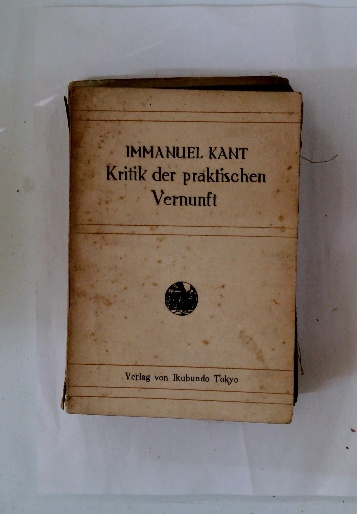 IMMANUEL KANT
Kritik der praktischen
Vernunft
Verlag von Ikubundo Tokyo